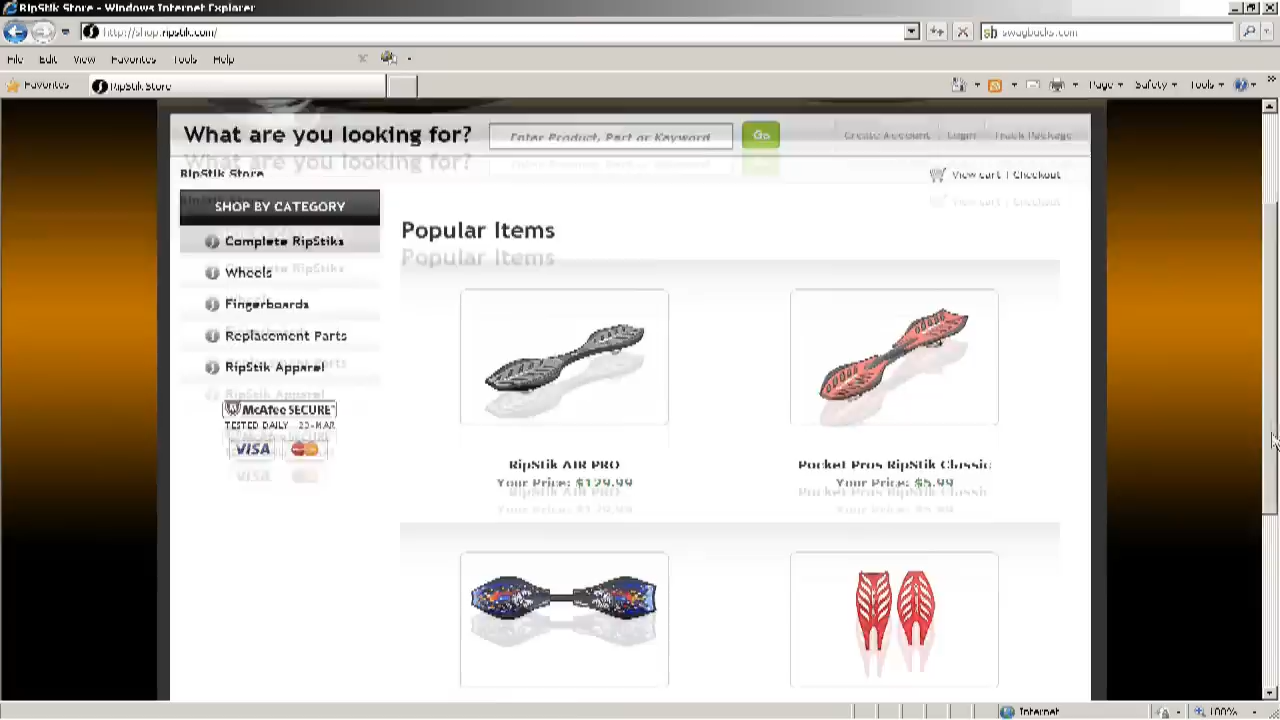 RipStik Store - Windows Internet Explorer
http://shop.ripstik.com/
swagbucks.com
File Edit View Favorites Tools Help
Favorites RipStik Store
Page Safety Tools
What are you looking for? Enter Product, Part or Keyword Go Create Account Login Track Package
RipStik Store
View cart | Checkout
SHOP BY CATEGORY
Complete RipStiks
Wheels
Fingerboards
Replacement Parts
RipStik Apparel
McAfee SECURE
TESTED DAILY 23-MAR
VISA
Popular Items
RipStik AIR PRO
Your Price: $129.99
Pocket Pros RipStik Classic
Your Price: $5.99
Internet
100%